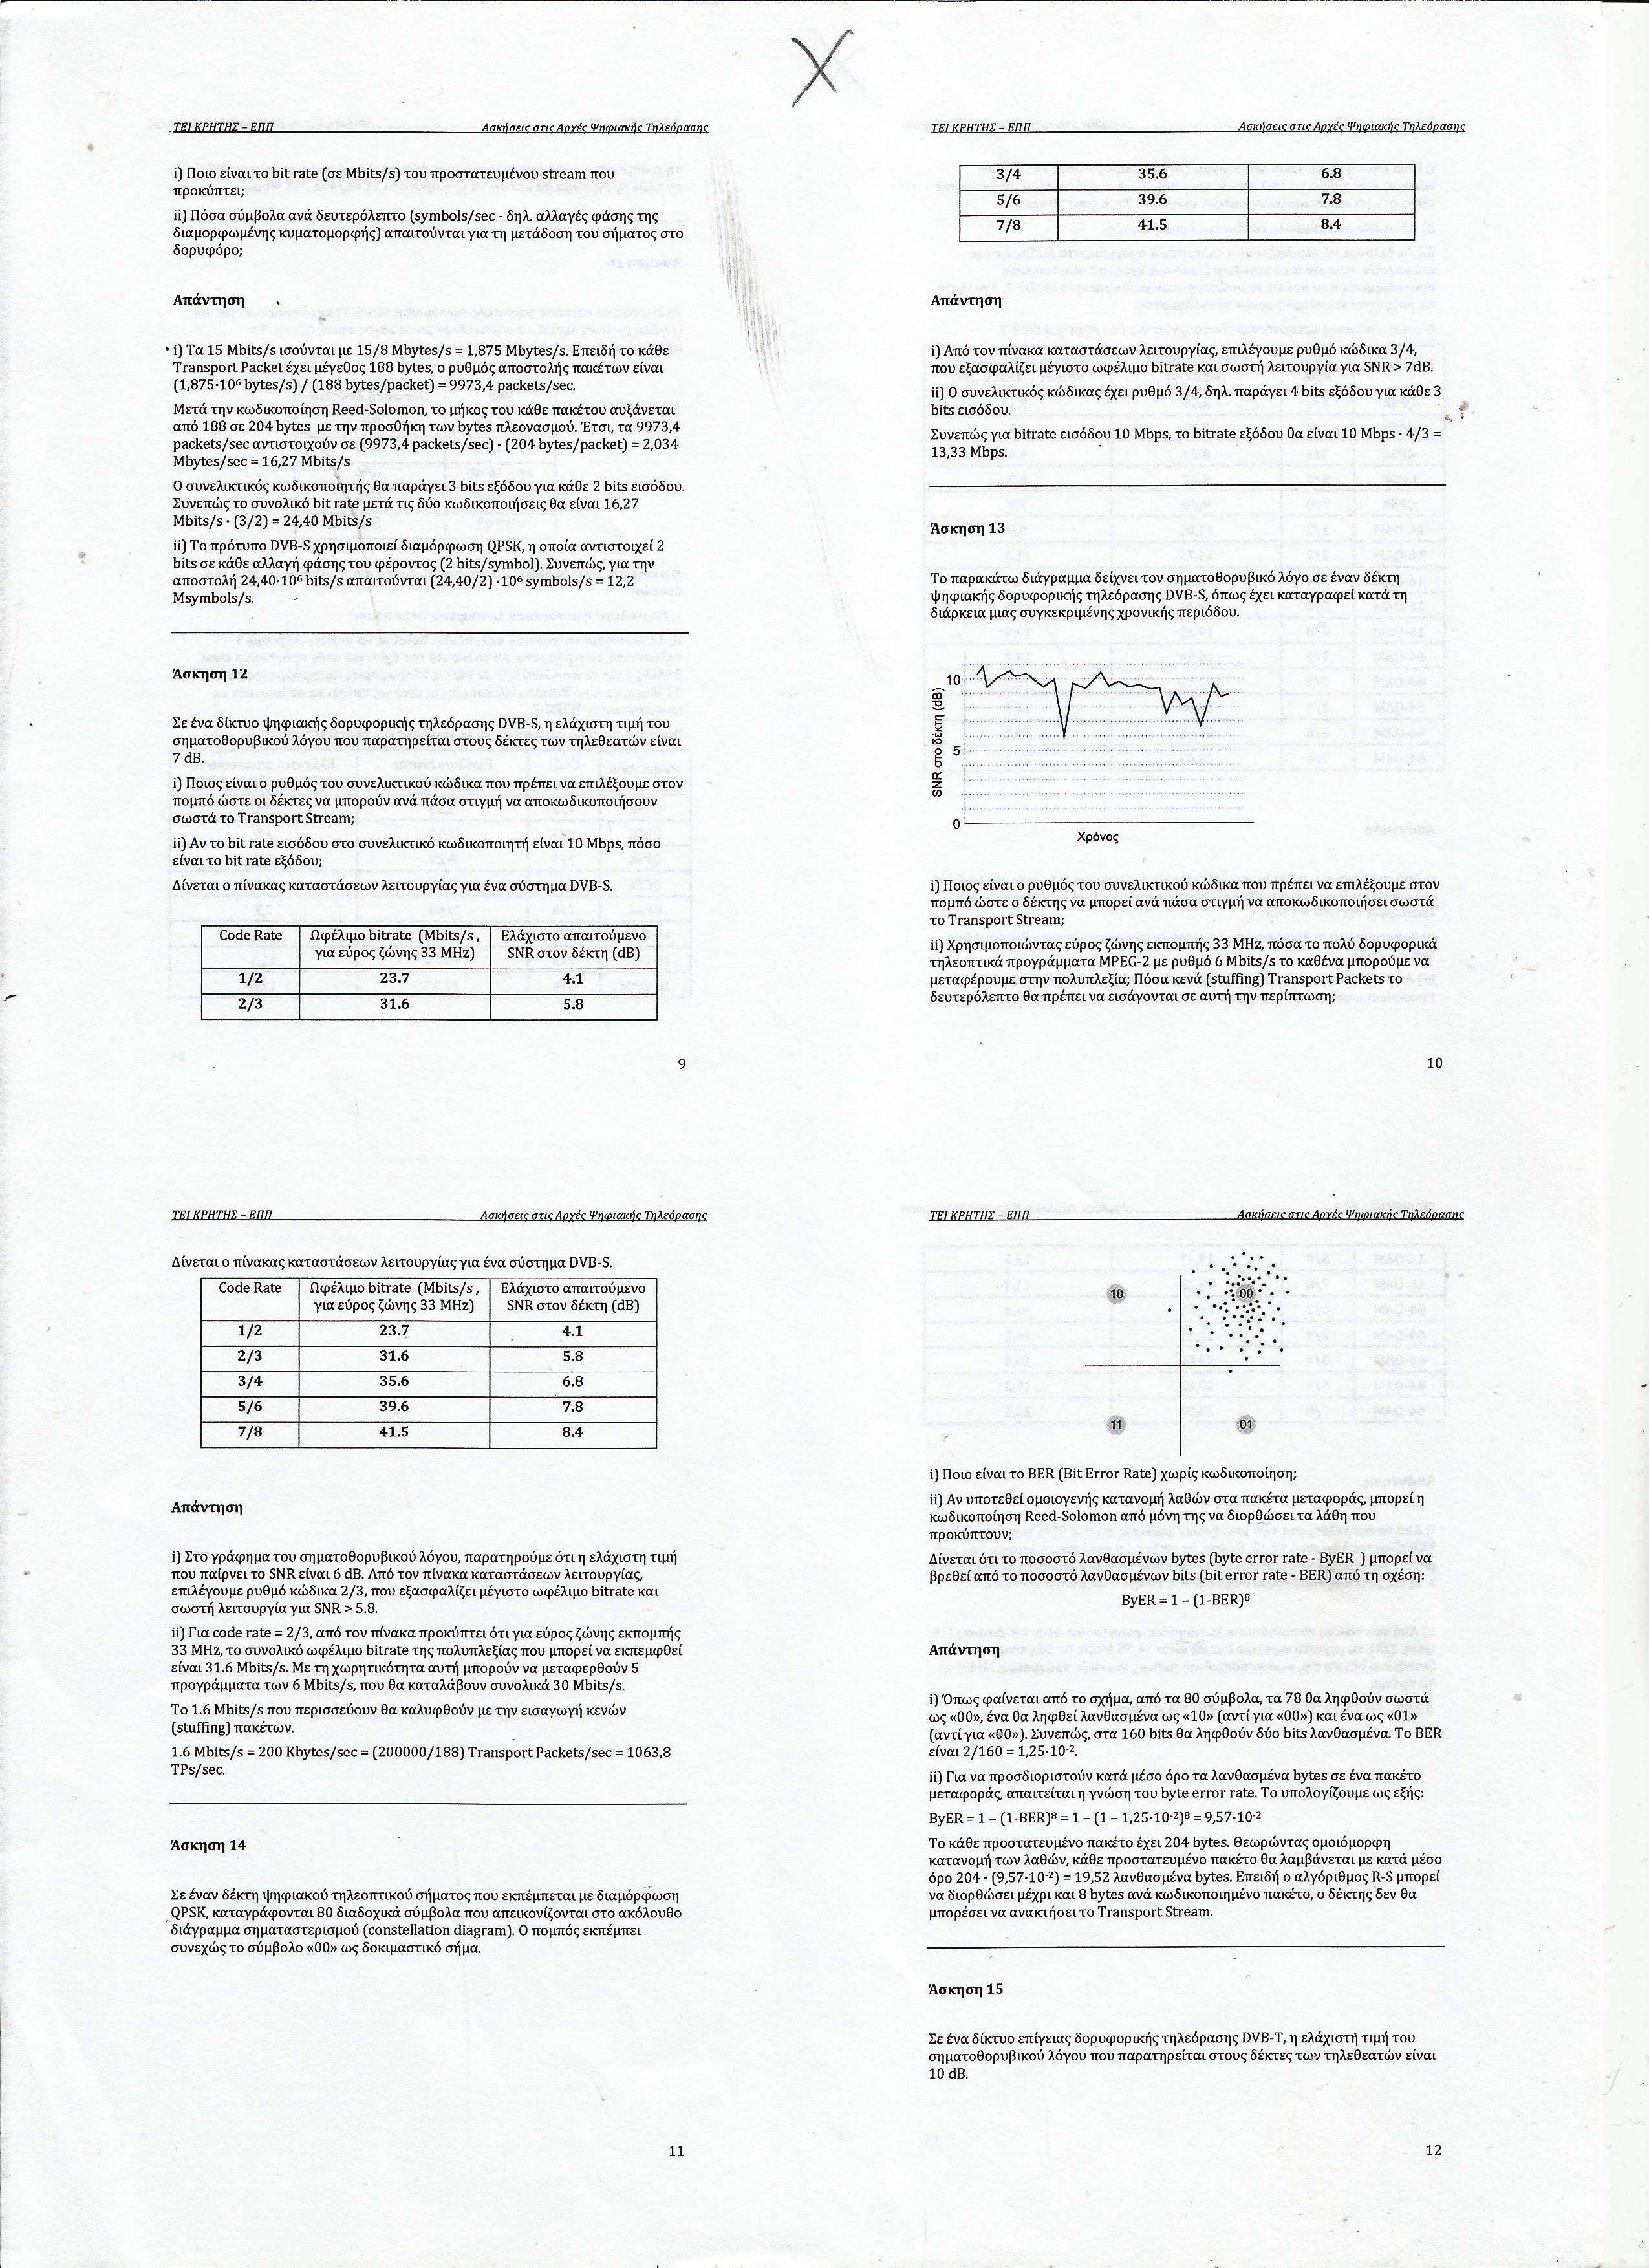 ΤΕΙ ΚΡΗΤΗΣ – ΕΠΠ Ασκήσεις στις Αρχές Ψηφιακής Τηλεόρασης
i) Ποιο είναι το bit rate (σε Mbits/s) του προστατευμένου stream που
προκύπτει;
ii) Πόσα σύμβολα ανά δευτερόλεπτο (symbols/sec - δηλ. αλλαγές φάσης της
διαμορφωμένης κυματομορφής) απαιτούνται για τη μετάδοση του σήματος στο
δορυφόρο;
Απάντηση
i) Τα 15 Mbits/s ισούνται με 15/8 Mbytes/s = 1,875 Mbytes/s. Επειδή το κάθε
Transport Packet έχει μέγεθος 188 bytes, ο ρυθμός αποστολής πακέτων είναι
(1,875·10⁶ bytes/s) / (188 bytes/packet) = 9973,4 packets/sec.
Μετά την κωδικοποίηση Reed-Solomon, το μήκος του κάθε πακέτου αυξάνεται
από 188 σε 204 bytes με την προσθήκη των bytes πλεονασμού. Έτσι, τα 9973,4
packets/sec αντιστοιχούν σε (9973,4 packets/sec) · (204 bytes/packet) = 2,034
Mbytes/sec = 16,27 Mbits/s
Ο συνελικτικός κωδικοποιητής θα παράγει 3 bits εξόδου για κάθε 2 bits εισόδου.
Συνεπώς το συνολικό bit rate μετά τις δύο κωδικοποιήσεις θα είναι 16,27
Mbits/s · (3/2) = 24,40 Mbits/s
ii) Το πρότυπο DVB-S χρησιμοποιεί διαμόρφωση QPSK, η οποία αντιστοιχεί 2
bits σε κάθε αλλαγή φάσης του φέροντος (2 bits/symbol). Συνεπώς, για την
αποστολή 24,40·10⁶ bits/s απαιτούνται (24,40/2) ·10⁶ symbols/s = 12,2
Msymbols/s.
Άσκηση 12
Σε ένα δίκτυο ψηφιακής δορυφορικής τηλεόρασης DVB-S, η ελάχιστη τιμή του
σηματοθορυβικού λόγου που παρατηρείται στους δέκτες των τηλεθεατών είναι
7 dB.
i) Ποιος είναι ο ρυθμός του συνελικτικού κώδικα που πρέπει να επιλέξουμε στον
πομπό ώστε οι δέκτες να μπορούν ανά πάσα στιγμή να αποκωδικοποιήσουν
σωστά το Transport Stream;
ii) Αν το bit rate εισόδου στο συνελικτικό κωδικοποιητή είναι 10 Mbps, πόσο
είναι το bit rate εξόδου;
Δίνεται ο πίνακας καταστάσεων λειτουργίας για ένα σύστημα DVB-S.
Code Rate Ωφέλιμο bitrate (Mbits/s, Ελάχιστο απαιτούμενο
για εύρος ζώνης 33 MHz) SNR στον δέκτη (dB)
1/2 23.7 4.1
2/3 31.6 5.8
9
ΤΕΙ ΚΡΗΤΗΣ – ΕΠΠ Ασκήσεις στις Αρχές Ψηφιακής Τηλεόρασης
3/4 35.6 6.8
5/6 39.6 7.8
7/8 41.5 8.4
Απάντηση
i) Από τον πίνακα καταστάσεων λειτουργίας, επιλέγουμε ρυθμό κώδικα 3/4,
που εξασφαλίζει μέγιστο ωφέλιμο bitrate και σωστή λειτουργία για SNR > 7dB.
ii) Ο συνελικτικός κώδικας έχει ρυθμό 3/4, δηλ. παράγει 4 bits εξόδου για κάθε 3
bits εισόδου.
Συνεπώς για bitrate εισόδου 10 Mbps, το bitrate εξόδου θα είναι 10 Mbps · 4/3 =
13,33 Mbps.
Άσκηση 13
Το παρακάτω διάγραμμα δείχνει τον σηματοθορυβικό λόγο σε έναν δέκτη
ψηφιακής δορυφορικής τηλεόρασης DVB-S, όπως έχει καταγραφεί κατά τη
διάρκεια μιας συγκεκριμένης χρονικής περιόδου.
SNR στο δέκτη (dB)
10
5
0
Χρόνος
i) Ποιος είναι ο ρυθμός του συνελικτικού κώδικα που πρέπει να επιλέξουμε στον
πομπό ώστε ο δέκτης να μπορεί ανά πάσα στιγμή να αποκωδικοποιήσει σωστά
το Transport Stream;
ii) Χρησιμοποιώντας εύρος ζώνης εκπομπής 33 MHz, πόσα το πολύ δορυφορικά
τηλεοπτικά προγράμματα MPEG-2 με ρυθμό 6 Mbits/s το καθένα μπορούμε να
μεταφέρουμε στην πολυπλεξία; Πόσα κενά (stuffing) Transport Packets το
δευτερόλεπτο θα πρέπει να εισάγονται σε αυτή την περίπτωση;
10
ΤΕΙ ΚΡΗΤΗΣ – ΕΠΠ Ασκήσεις στις Αρχές Ψηφιακής Τηλεόρασης
Δίνεται ο πίνακας καταστάσεων λειτουργίας για ένα σύστημα DVB-S.
Code Rate Ωφέλιμο bitrate (Mbits/s, Ελάχιστο απαιτούμενο
για εύρος ζώνης 33 MHz) SNR στον δέκτη (dB)
1/2 23.7 4.1
2/3 31.6 5.8
3/4 35.6 6.8
5/6 39.6 7.8
7/8 41.5 8.4
Απάντηση
i) Στο γράφημα του σηματοθορυβικού λόγου, παρατηρούμε ότι η ελάχιστη τιμή
που παίρνει το SNR είναι 6 dB. Από τον πίνακα καταστάσεων λειτουργίας,
επιλέγουμε ρυθμό κώδικα 2/3, που εξασφαλίζει μέγιστο ωφέλιμο bitrate και
σωστή λειτουργία για SNR > 5.8.
ii) Για code rate = 2/3, από τον πίνακα προκύπτει ότι για εύρος ζώνης εκπομπής
33 MHz, το συνολικό ωφέλιμο bitrate της πολυπλεξίας που μπορεί να εκπεμφθεί
είναι 31.6 Mbits/s. Με τη χωρητικότητα αυτή μπορούν να μεταφερθούν 5
προγράμματα των 6 Mbits/s, που θα καταλάβουν συνολικά 30 Mbits/s.
Το 1.6 Mbits/s που περισσεύουν θα καλυφθούν με την εισαγωγή κενών
(stuffing) πακέτων.
1.6 Mbits/s = 200 Kbytes/sec = (200000/188) Transport Packets/sec = 1063,8
TPs/sec.
Άσκηση 14
Σε έναν δέκτη ψηφιακού τηλεοπτικού σήματος που εκπέμπεται με διαμόρφωση
QPSK, καταγράφονται 80 διαδοχικά σύμβολα που απεικονίζονται στο ακόλουθο
διάγραμμα σηματαστερισμού (constellation diagram). Ο πομπός εκπέμπει
συνεχώς το σύμβολο «00» ως δοκιμαστικό σήμα.
11
ΤΕΙ ΚΡΗΤΗΣ – ΕΠΠ Ασκήσεις στις Αρχές Ψηφιακής Τηλεόρασης
10 00
11 01
i) Ποιο είναι το BER (Bit Error Rate) χωρίς κωδικοποίηση;
ii) Αν υποτεθεί ομοιογενής κατανομή λαθών στα πακέτα μεταφοράς, μπορεί η
κωδικοποίηση Reed-Solomon από μόνη της να διορθώσει τα λάθη που
προκύπτουν;
Δίνεται ότι το ποσοστό λανθασμένων bytes (byte error rate - ByER ) μπορεί να
βρεθεί από το ποσοστό λανθασμένων bits (bit error rate - BER) από τη σχέση:
ByER = 1 – (1-BER)⁸
Απάντηση
i) Όπως φαίνεται από το σχήμα, από τα 80 σύμβολα, τα 78 θα ληφθούν σωστά
ως «00», ένα θα ληφθεί λανθασμένα ως «10» (αντί για «00») και ένα ως «01»
(αντί για «00»). Συνεπώς, στα 160 bits θα ληφθούν δύο bits λανθασμένα. Το BER
είναι 2/160 = 1,25·10⁻².
ii) Για να προσδιοριστούν κατά μέσο όρο τα λανθασμένα bytes σε ένα πακέτο
μεταφοράς, απαιτείται η γνώση του byte error rate. Το υπολογίζουμε ως εξής:
ByER = 1 – (1-BER)⁸ = 1 – (1 – 1,25·10⁻²)⁸ = 9,57·10⁻²
Το κάθε προστατευμένο πακέτο έχει 204 bytes. Θεωρώντας ομοιόμορφη
κατανομή των λαθών, κάθε προστατευμένο πακέτο θα λαμβάνεται με κατά μέσο
όρο 204 · (9,57·10⁻²) = 19,52 λανθασμένα bytes. Επειδή ο αλγόριθμος R-S μπορεί
να διορθώσει μέχρι και 8 bytes ανά κωδικοποιημένο πακέτο, ο δέκτης δεν θα
μπορέσει να ανακτήσει το Transport Stream.
Άσκηση 15
Σε ένα δίκτυο επίγειας δορυφορικής τηλεόρασης DVB-T, η ελάχιστη τιμή του
σηματοθορυβικού λόγου που παρατηρείται στους δέκτες των τηλεθεατών είναι
10 dB.
12